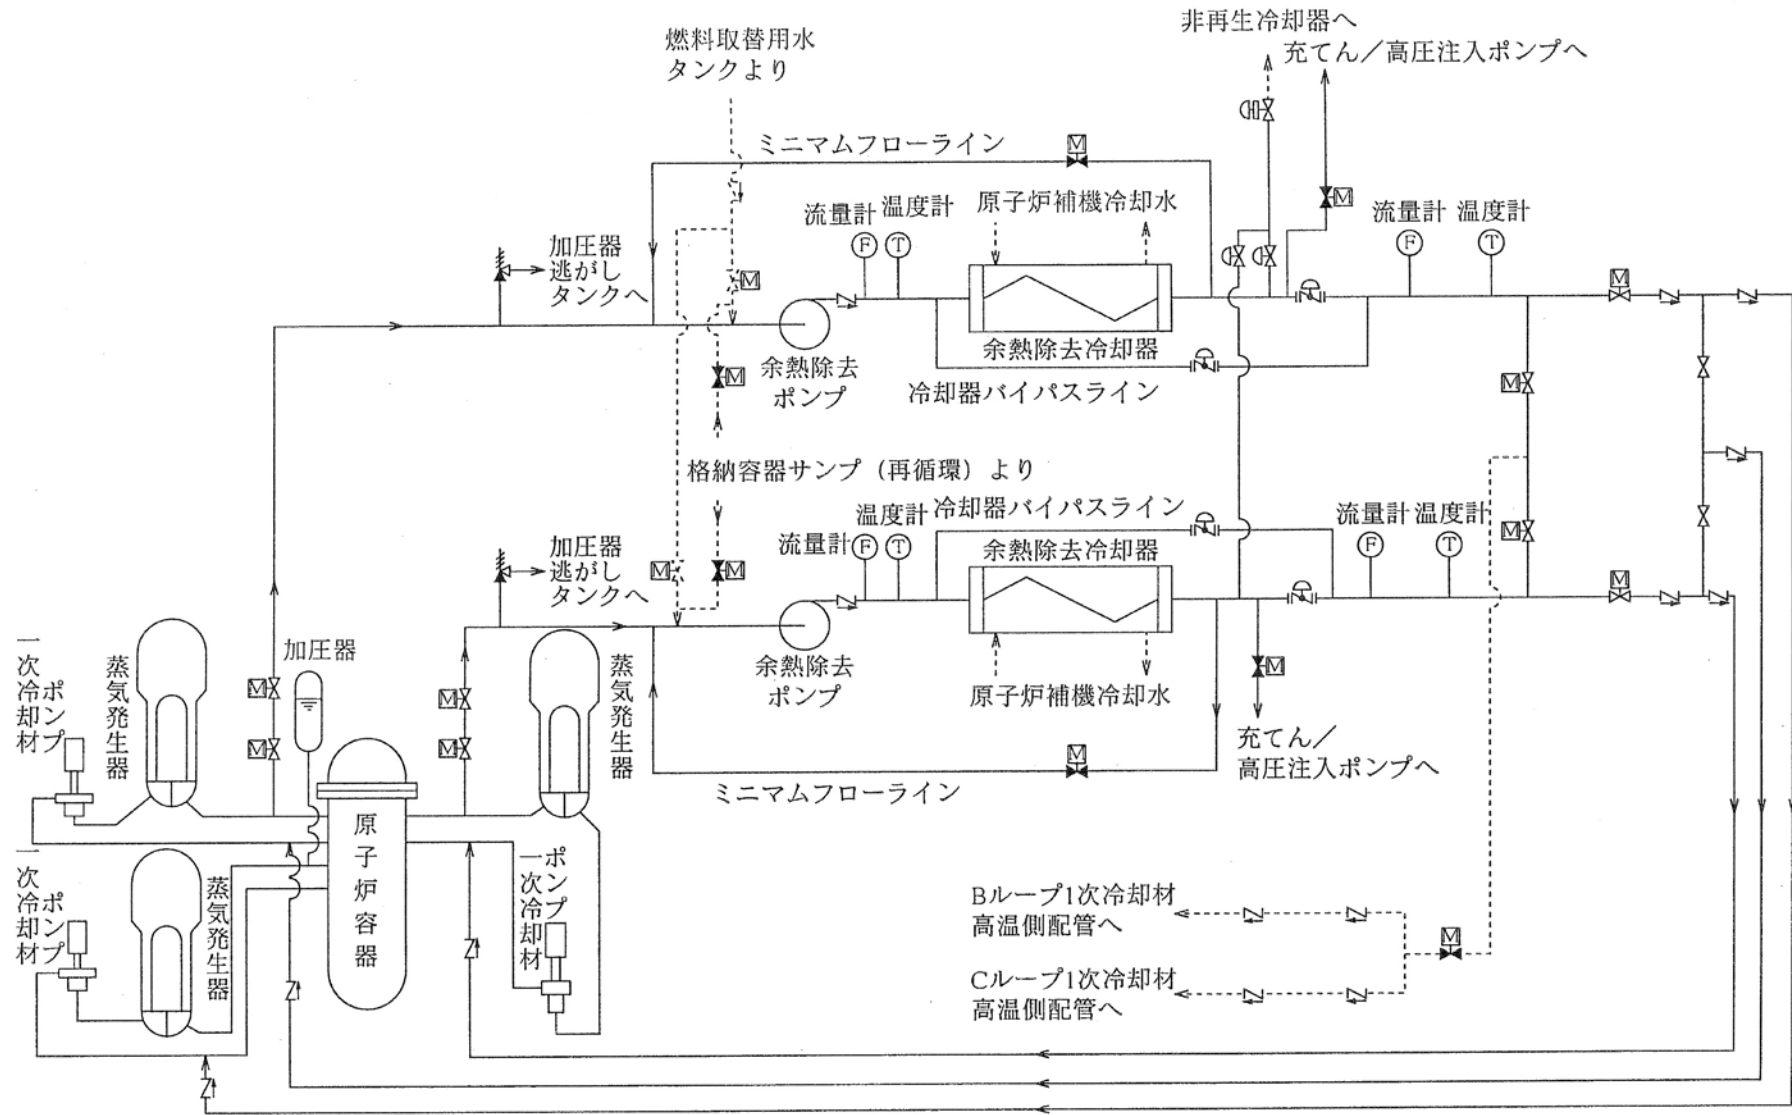 非再生冷却器へ
充てん／高圧注入ポンプへ
燃料取替用水
タンクより
ミニマムフローライン
M
M
流量計
温度計
原子炉補機冷却水
流量計
温度計
F
T
F
T
加圧器
逃がし
タンクへ
M
M
余熱除去
ポンプ
余熱除去冷却器
冷却器バイパスライン
M
M
格納容器サンプ（再循環）より
冷却器バイパスライン
流量計
温度計
流量計
温度計
F
T
F
T
M
余熱除去冷却器
加圧器
逃がし
タンクへ
M
M
M
余熱除去
ポンプ
原子炉補機冷却水
M
充てん／
高圧注入ポンプへ
M
ミニマムフローライン
一次冷却材
ポンプ
蒸気発生器
M
M
加圧器
M
M
蒸気発生器
原子炉容器
一次冷却材
ポンプ
蒸気発生器
一次冷却材
ポンプ
Bループ1次冷却材
高温側配管へ
M
Cループ1次冷却材
高温側配管へ